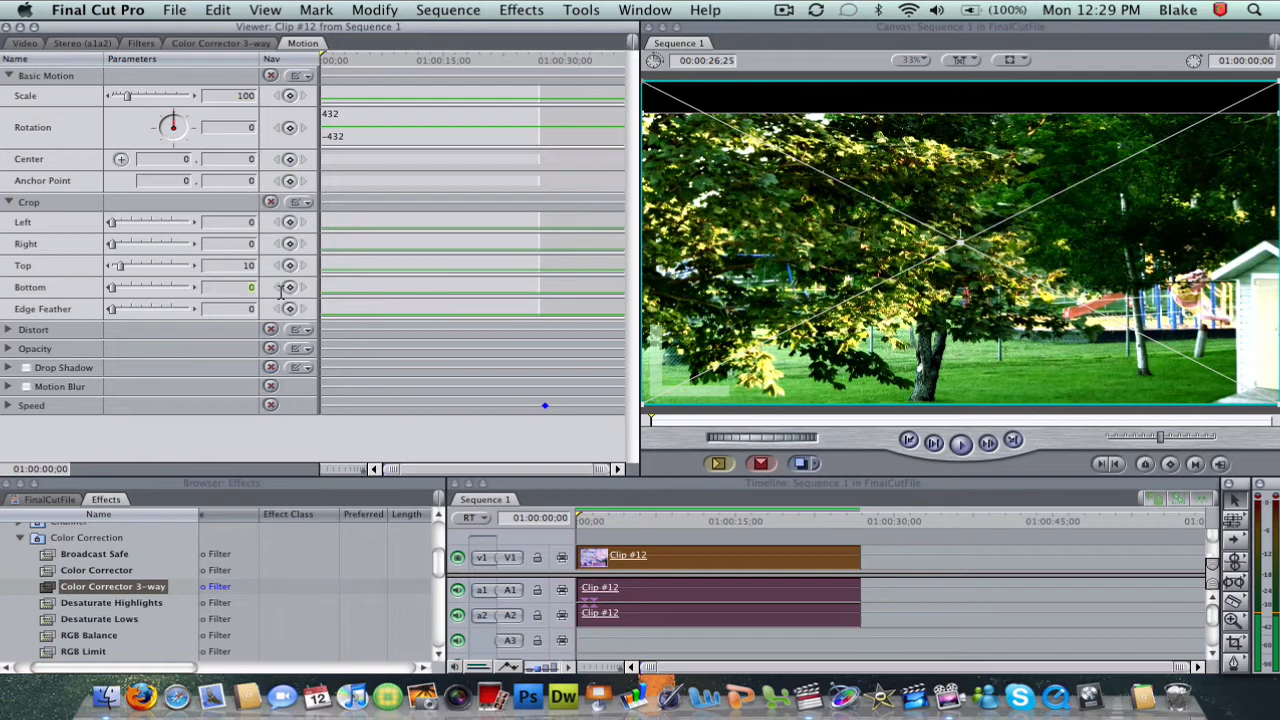 Final Cut Pro File Edit View Mark Modify Sequence Effects Tools Window Help (100%) Mon 12:29 PM Blake
Viewer: Clip #12 from Sequence 1
Canvas: Sequence 1 in FinalCutFile
Video Stereo (a1a2) Filters Color Corrector 3-way Motion
Sequence 1
Name Parameters Nav :00;00 01:00:15;00 01:00:30;00
00:00:26,25 33% 01:00:00;00
Basic Motion
Scale 100
432
Rotation 0
-432
Center 0 , 0
Anchor Point 0 , 0
Crop
Left 0
Right 0
Top 10
Bottom 0
Edge Feather 0
Distort
Opacity
Drop Shadow
Motion Blur
Speed
01:00:00;00
Browser: Effects
Timeline: Sequence 1 in FinalCutFile
FinalCutFile Effects
Sequence 1
Name Effect Class Preferred Length
RT 01:00:00;00 :00;00 01:00:15;00 01:00:30;00 01:00:45;00 01:0
Channel
Color Correction
Broadcast Safe o Filter
v1 V1 Clip #12
Color Corrector o Filter
Color Corrector 3-way o Filter
a1 A1 Clip #12
Desaturate Highlights o Filter
a2 A2 Clip #12
Desaturate Lows o Filter
RGB Balance o Filter
A3
RGB Limit o Filter
JUL
12
Ps Dw